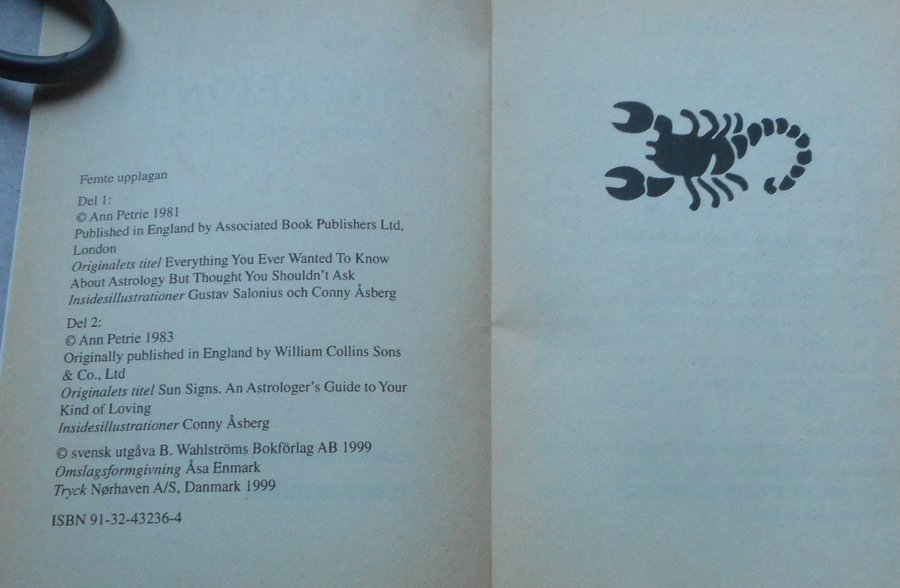 Femte upplagan
Del 1:
© Ann Petrie 1981
Published in England by Associated Book Publishers Ltd,
London
Originalets titel Everything You Ever Wanted To Know
About Astrology But Thought You Shouldn't Ask
Insidesillustrationer Gustav Salonius och Conny Åsberg
Del 2:
© Ann Petrie 1983
Originally published in England by William Collins Sons
& Co., Ltd
Originalets titel Sun Signs. An Astrologer's Guide to Your
Kind of Loving
Insidesillustrationer Conny Åsberg
© svensk utgåva B. Wahlströms Bokförlag AB 1999
Omslagsformgivning Åsa Enmark
Tryck Nørhaven A/S, Danmark 1999
ISBN 91-32-43236-4